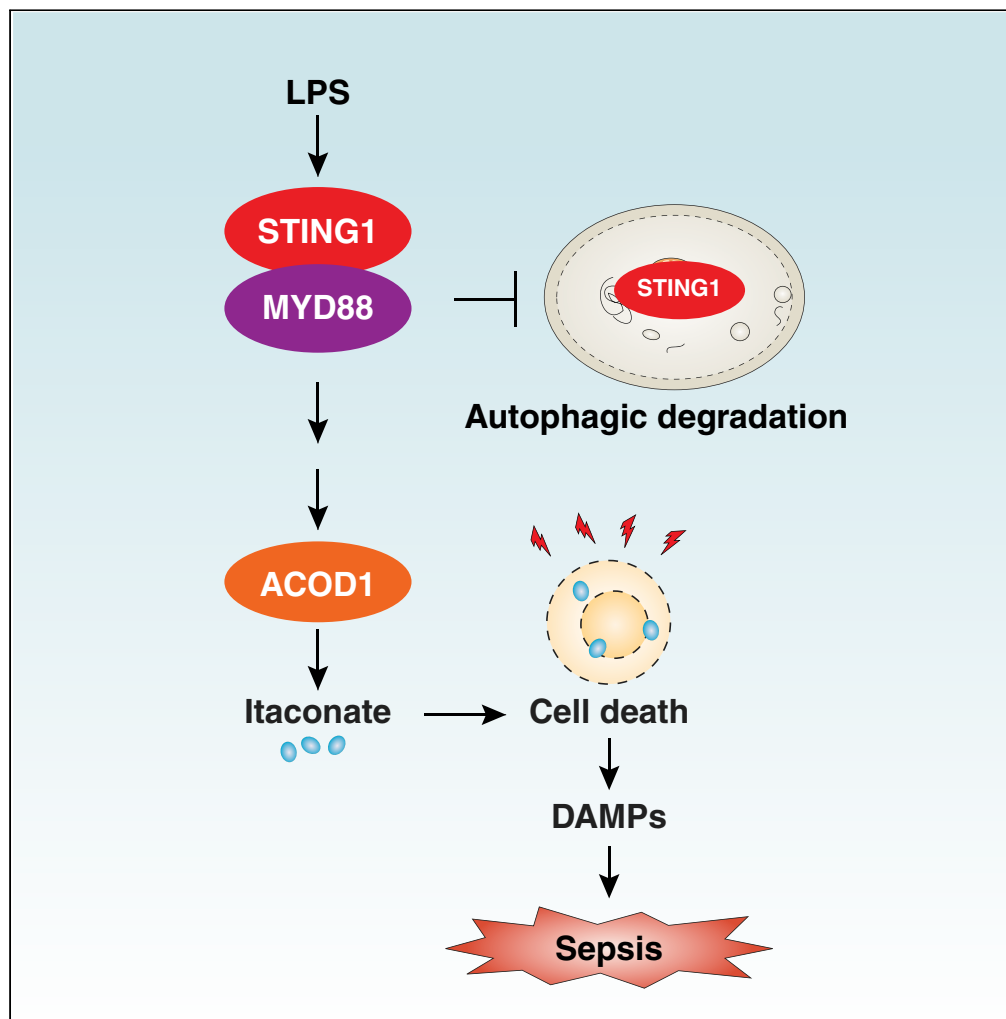 LPS
STING1
MYD88
STING1
Autophagic degradation
ACOD1
Itaconate
Cell death
DAMPs
Sepsis